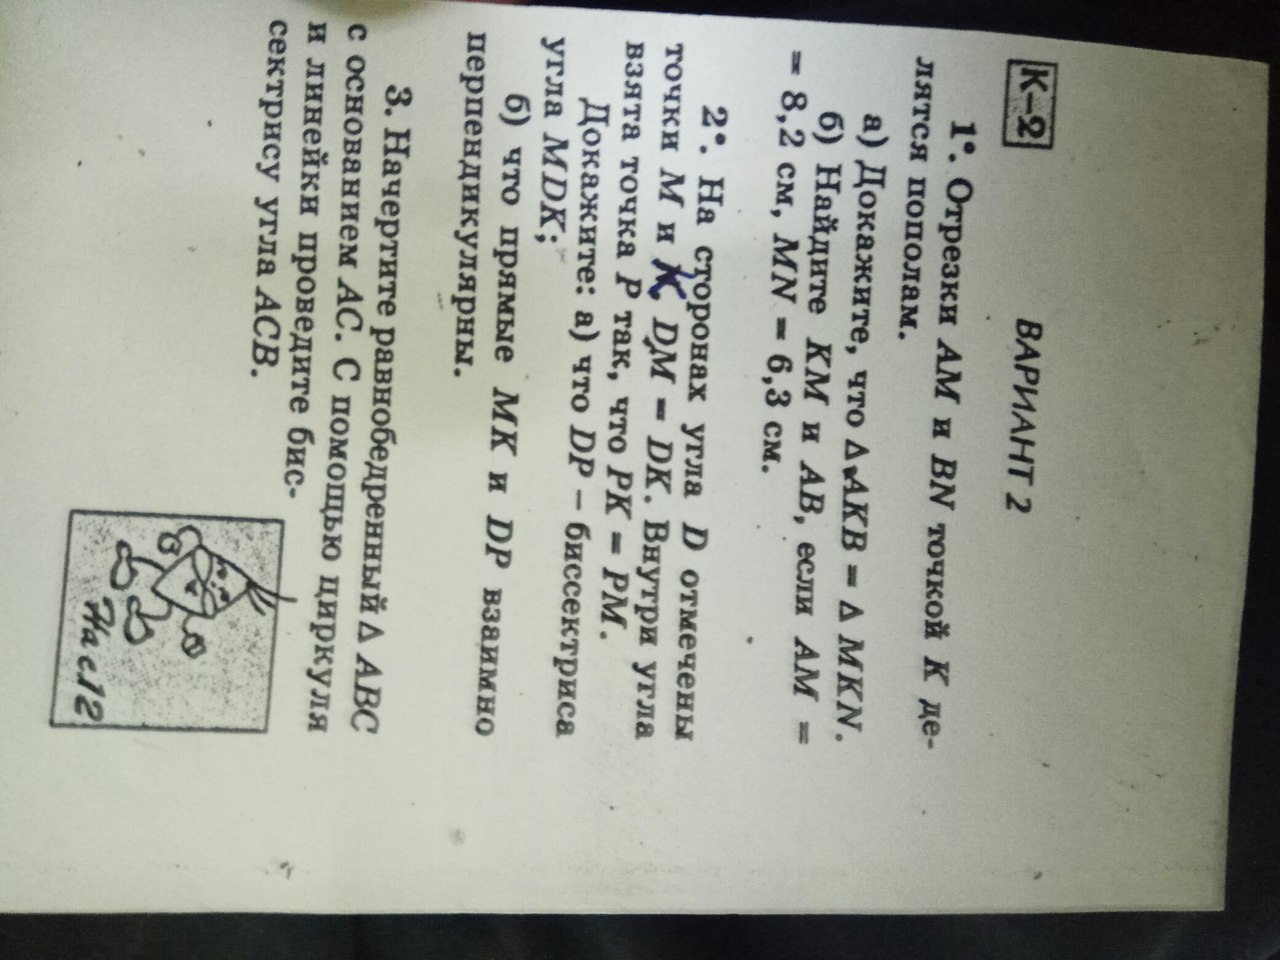 К–2
ВАРИАНТ 2
1°. Отрезки AM и BN точкой K де-
лятся пополам.
а) Докажите, что Δ AKB = Δ MKN.
б) Найдите KM и AB, если AM =
= 8,2 см, MN = 6,3 см.
2°. На сторонах угла D отмечены
точки M и K, DM = DK. Внутри угла
взята точка P так, что PK = PM.
Докажите: а) что DP – биссектриса
угла MDK;
б) что прямые MK и DP взаимно
перпендикулярны.
3. Начертите равнобедренный Δ ABC
с основанием AC. С помощью циркуля
и линейки проведите бис-
сектрису угла ACB.
На с.12